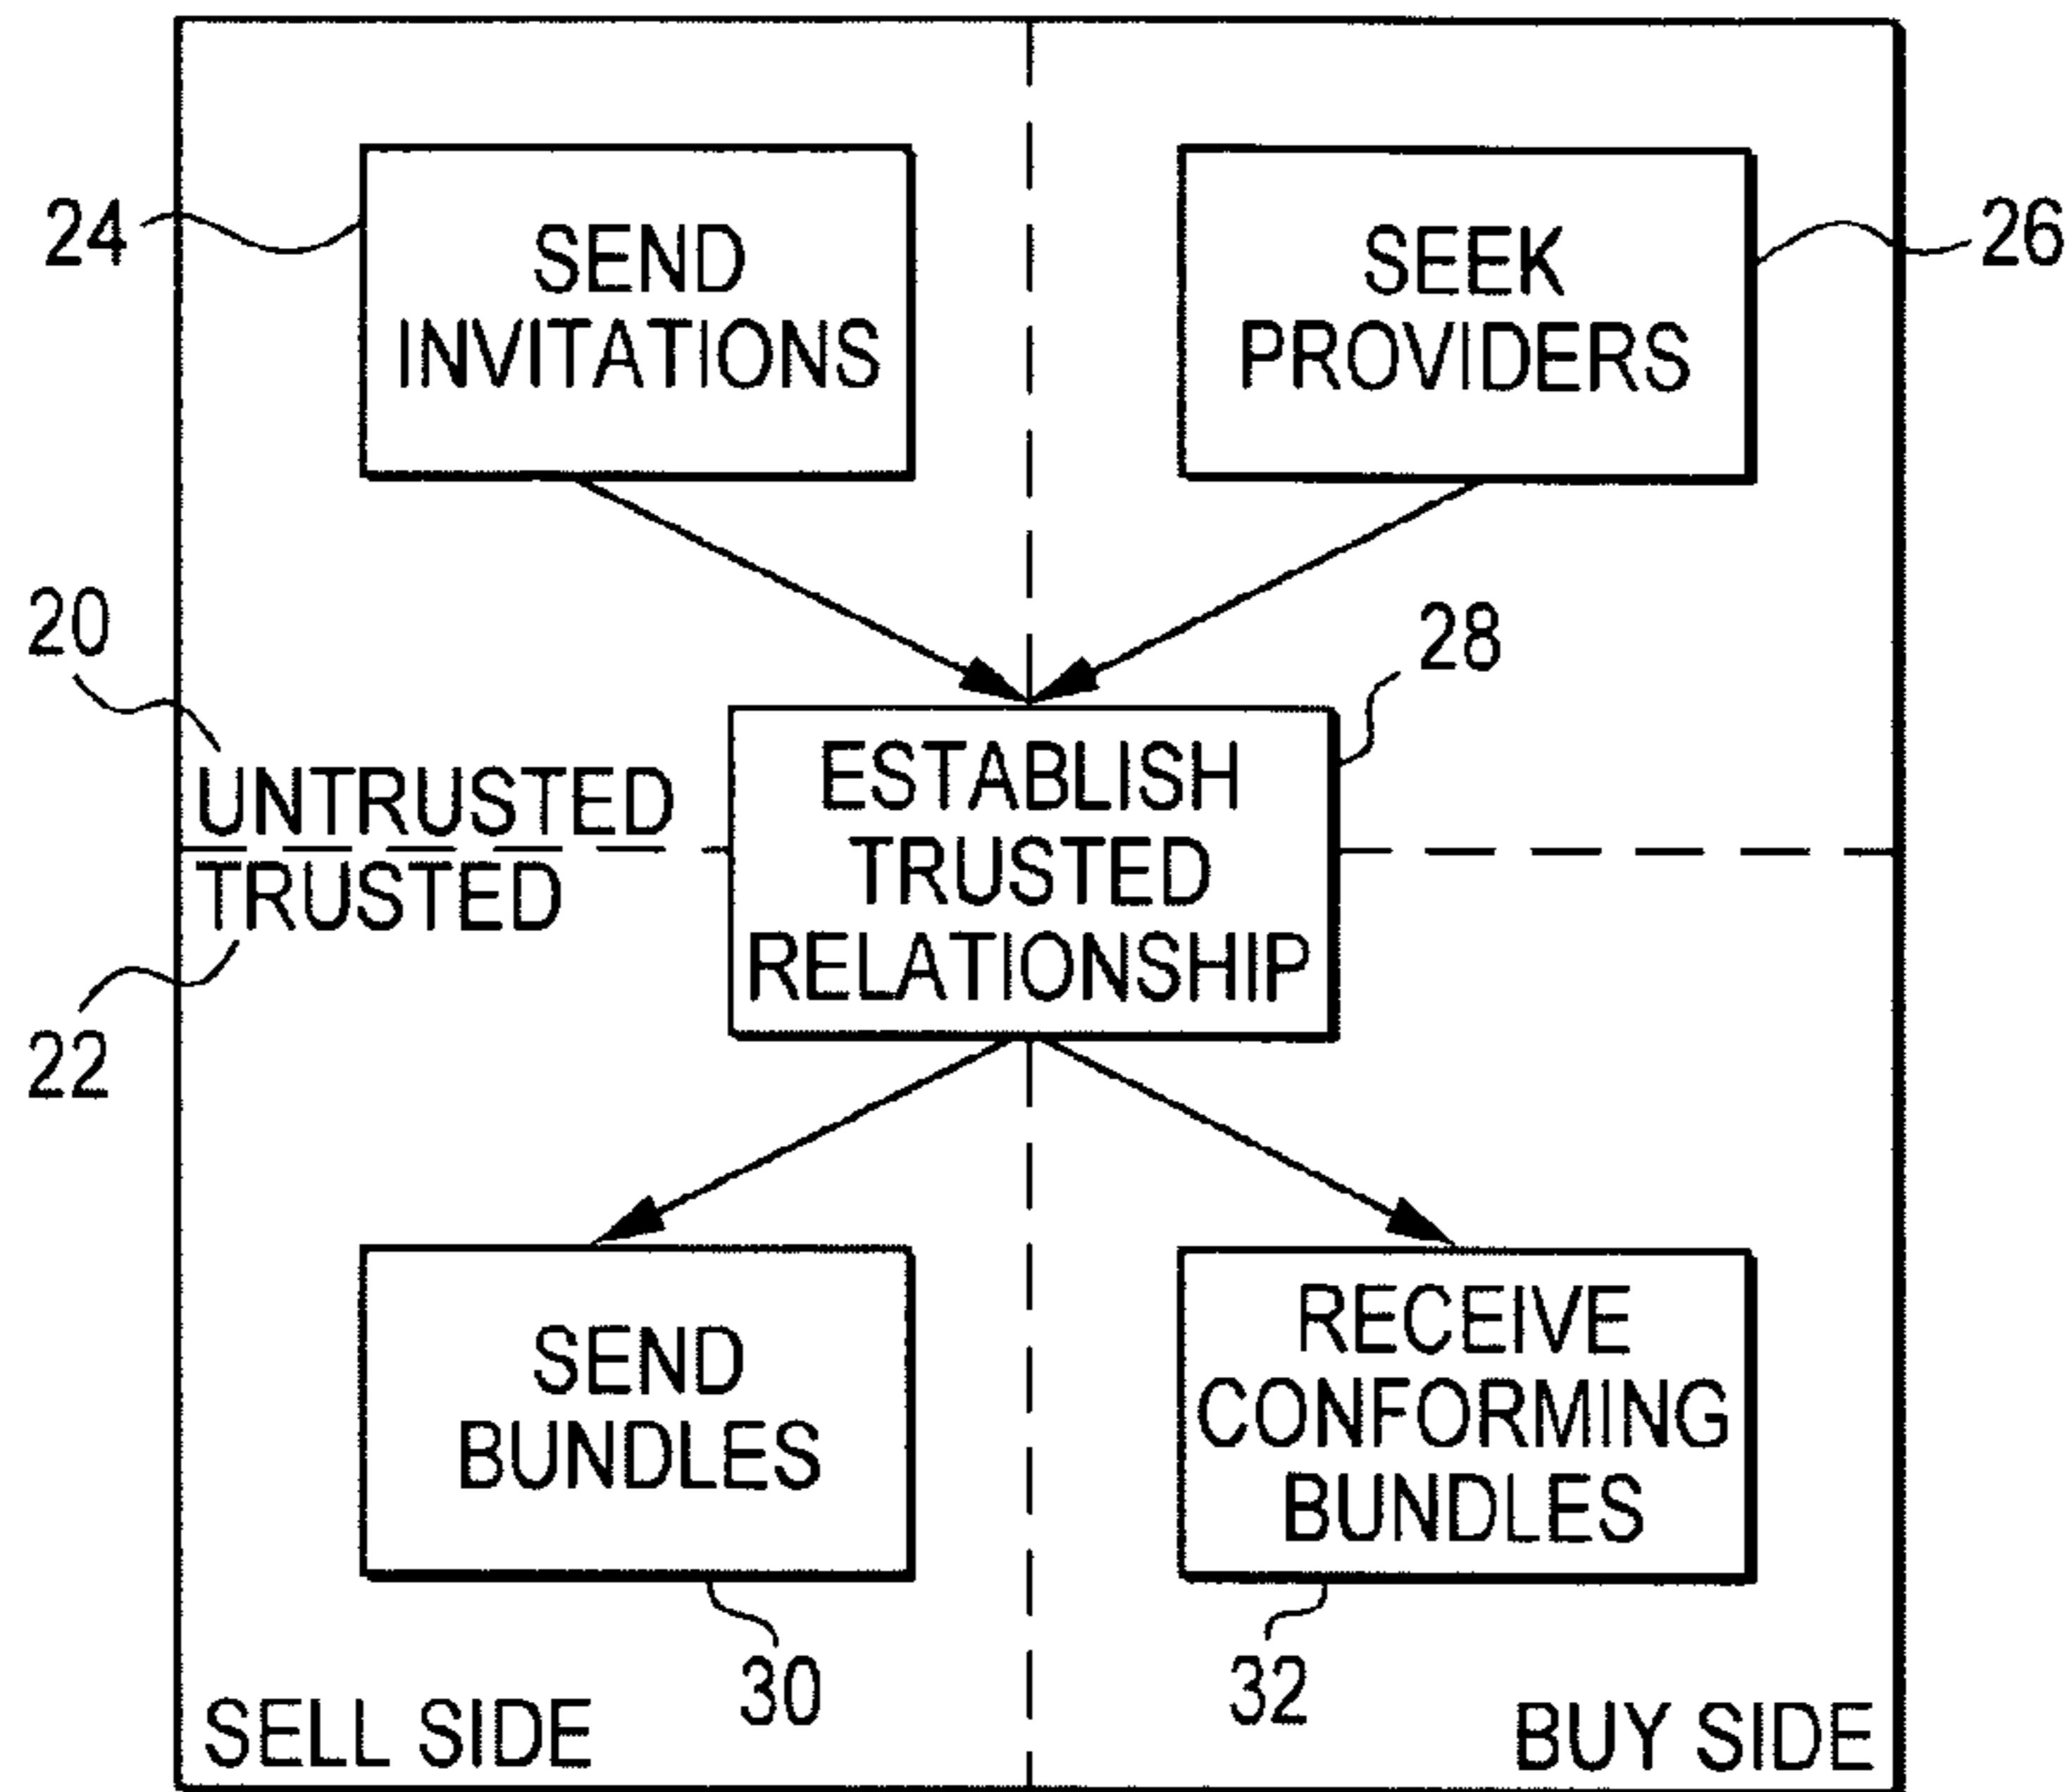 24
SEND
INVITATIONS
SEEK
PROVIDERS
26
20
28
UNTRUSTED
TRUSTED
22
ESTABLISH
TRUSTED
RELATIONSHIP
SEND
BUNDLES
30
RECEIVE
CONFORMING
BUNDLES
32
SELL SIDE
BUY SIDE